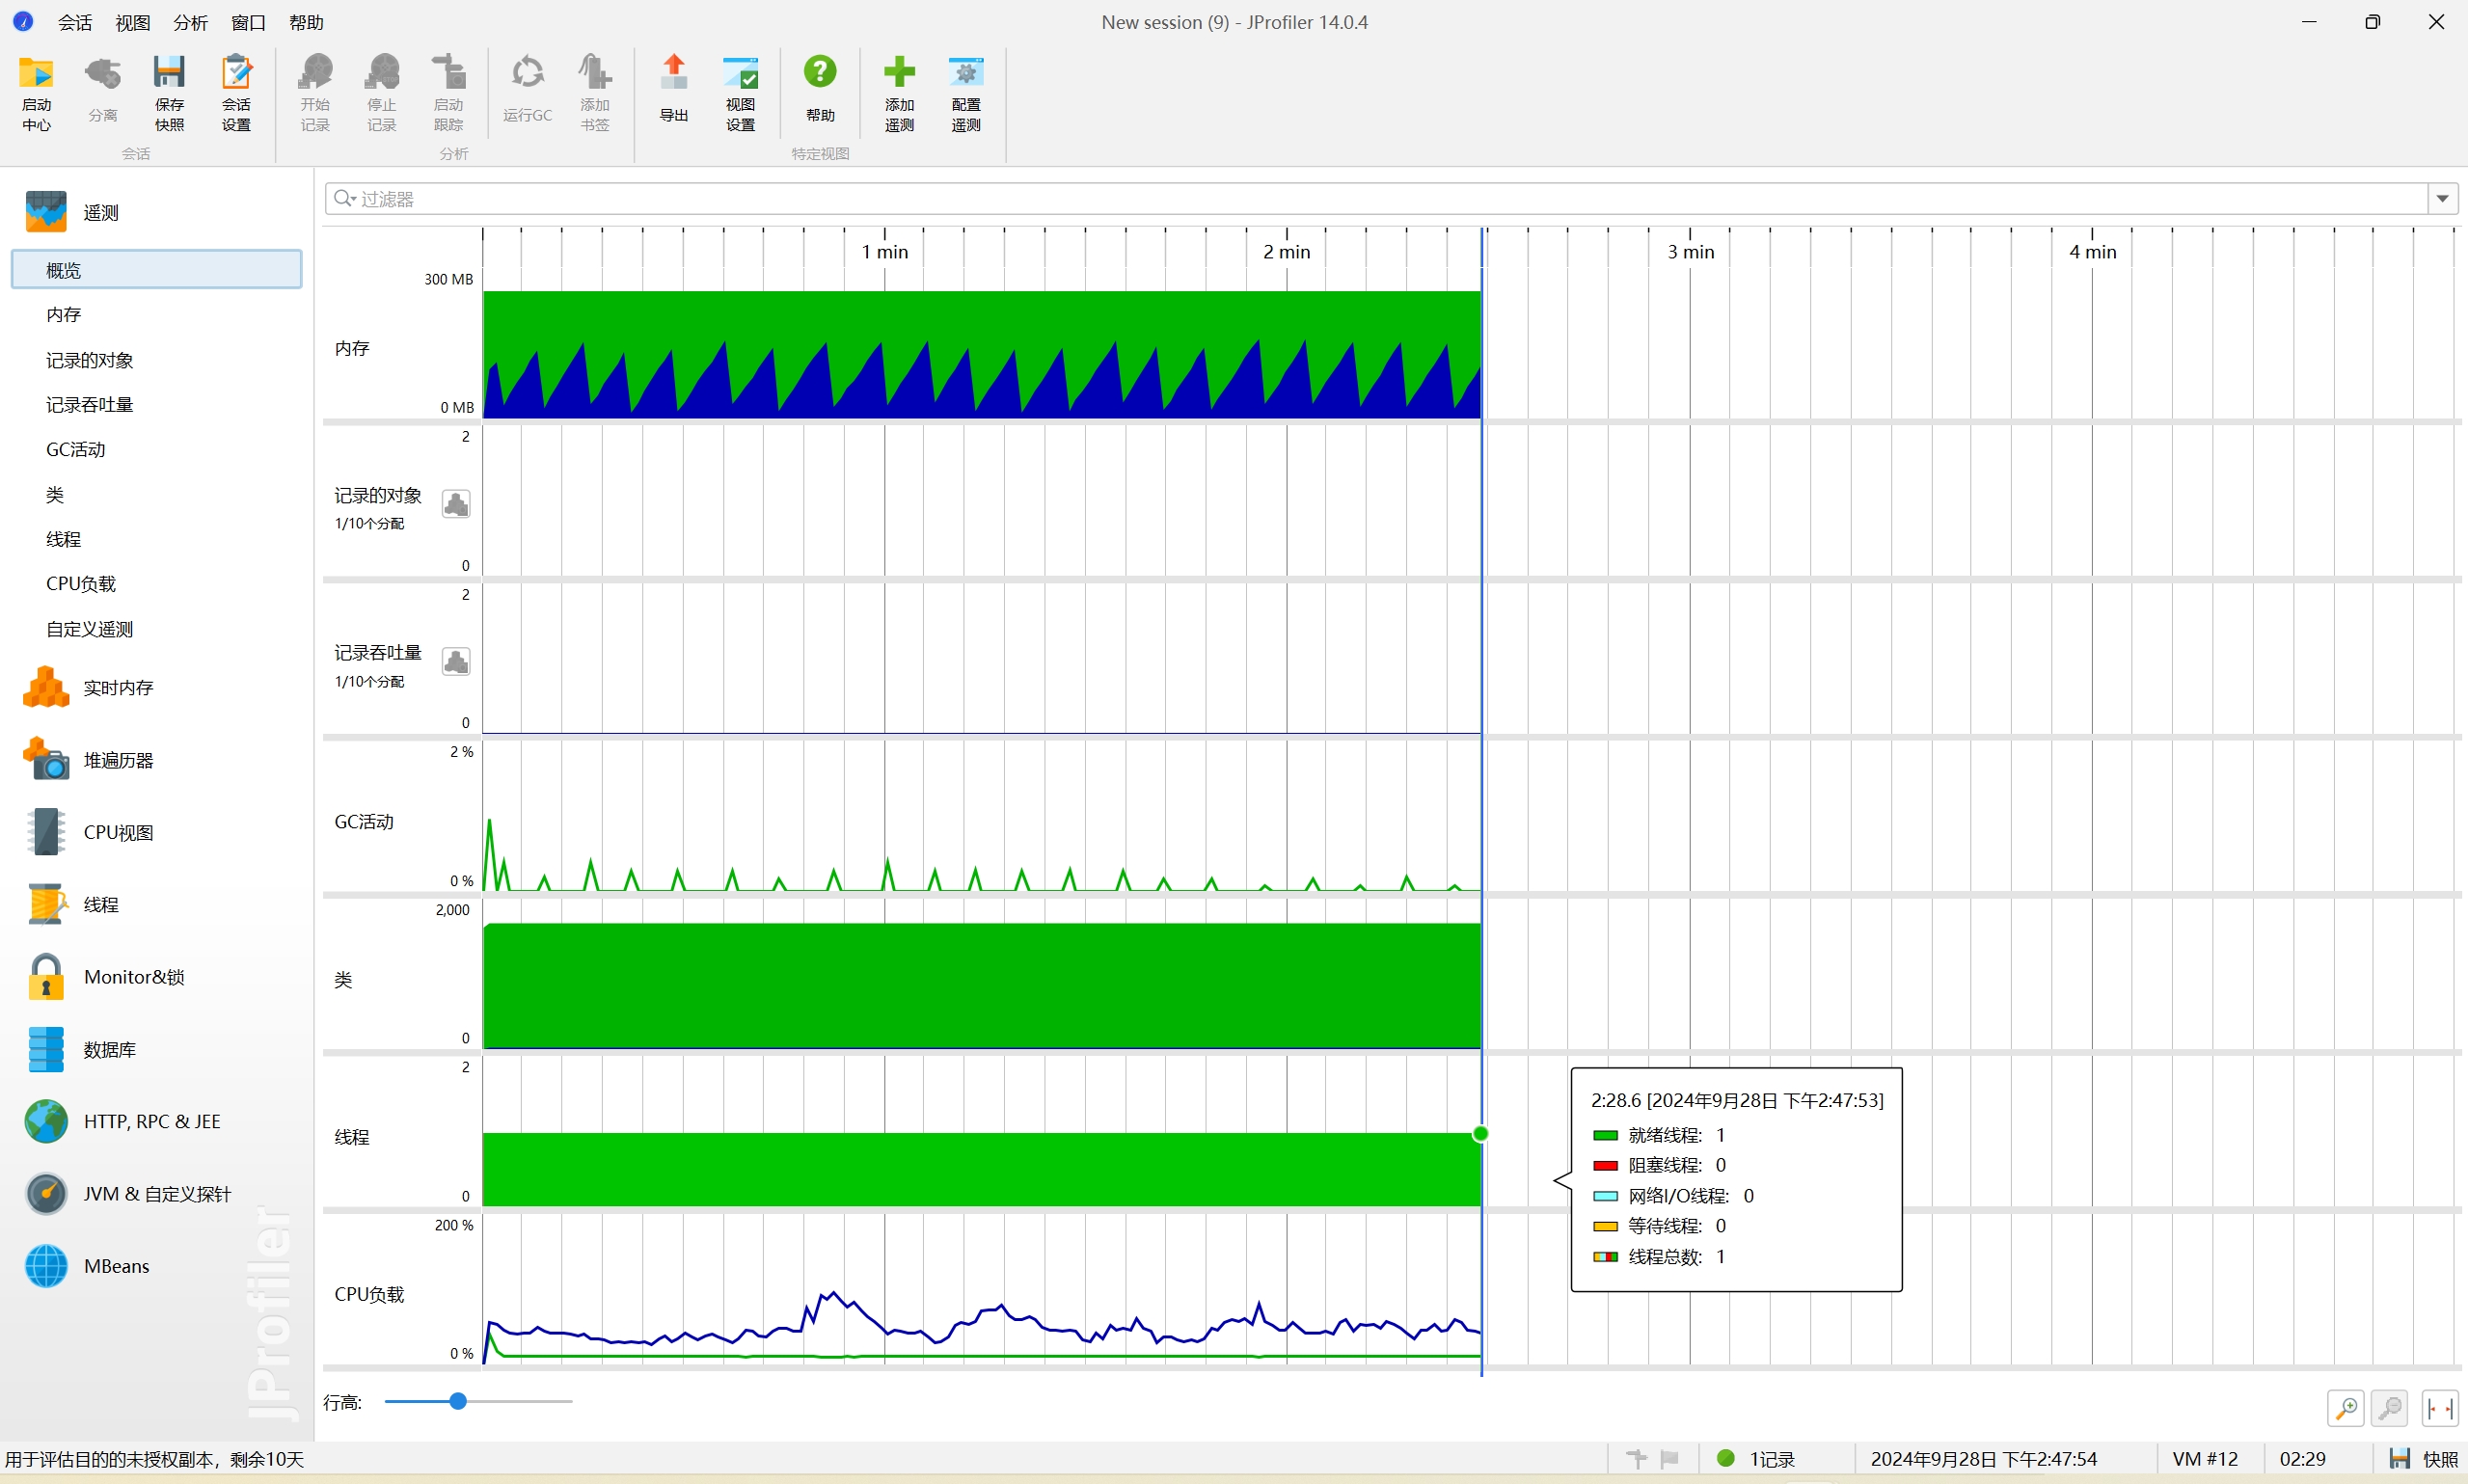 会话 视图 分析 窗口 帮助
New session (9) - JProfiler 14.0.4
启动
中心
分离
保存
快照
会话
设置
会话
开始
记录
停止
记录
启动
跟踪
运行GC
添加
书签
分析
导出
视图
设置
帮助
特定视图
添加
遥测
配置
遥测
遥测
概览
内存
记录的对象
记录吞吐量
GC活动
类
线程
CPU负载
自定义遥测
实时内存
堆遍历器
CPU视图
线程
Monitor&锁
数据库
HTTP, RPC & JEE
JVM & 自定义探针
MBeans
JProfiler
过滤器
1 min 2 min 3 min 4 min
300 MB
内存
0 MB
2
记录的对象
1/10个分配
0
2
记录吞吐量
1/10个分配
0
2 %
GC活动
0 %
2,000
类
0
2
线程
0
200 %
CPU负载
0 %
2:28.6 [2024年9月28日 下午2:47:53]
就绪线程: 1
阻塞线程: 0
网络I/O线程: 0
等待线程: 0
线程总数: 1
行高:
用于评估目的的未授权副本，剩余10天
1记录
2024年9月28日 下午2:47:54
VM #12
02:29
快照